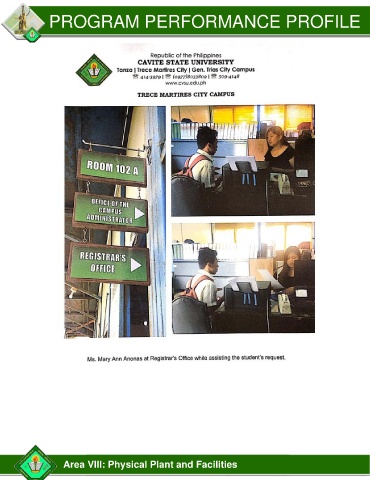 PROGRAM PERFORMANCE PROFILE
Republic of the Philippines
CAVITE STATE UNIVERSITY
Tanza | Trece Martires City | Gen. Trias City Campus
www.cvsu.edu.ph
TRECE MARTIRES CITY CAMPUS
ROOM 102 A
OFFICE OF THE
CAMPUS
ADMINISTRATOR
REGISTRAR'S
OFFICE
Ms. Mary Ann Anonas at Registrar's Office while assisting the student's request.
Area VIII: Physical Plant and Facilities